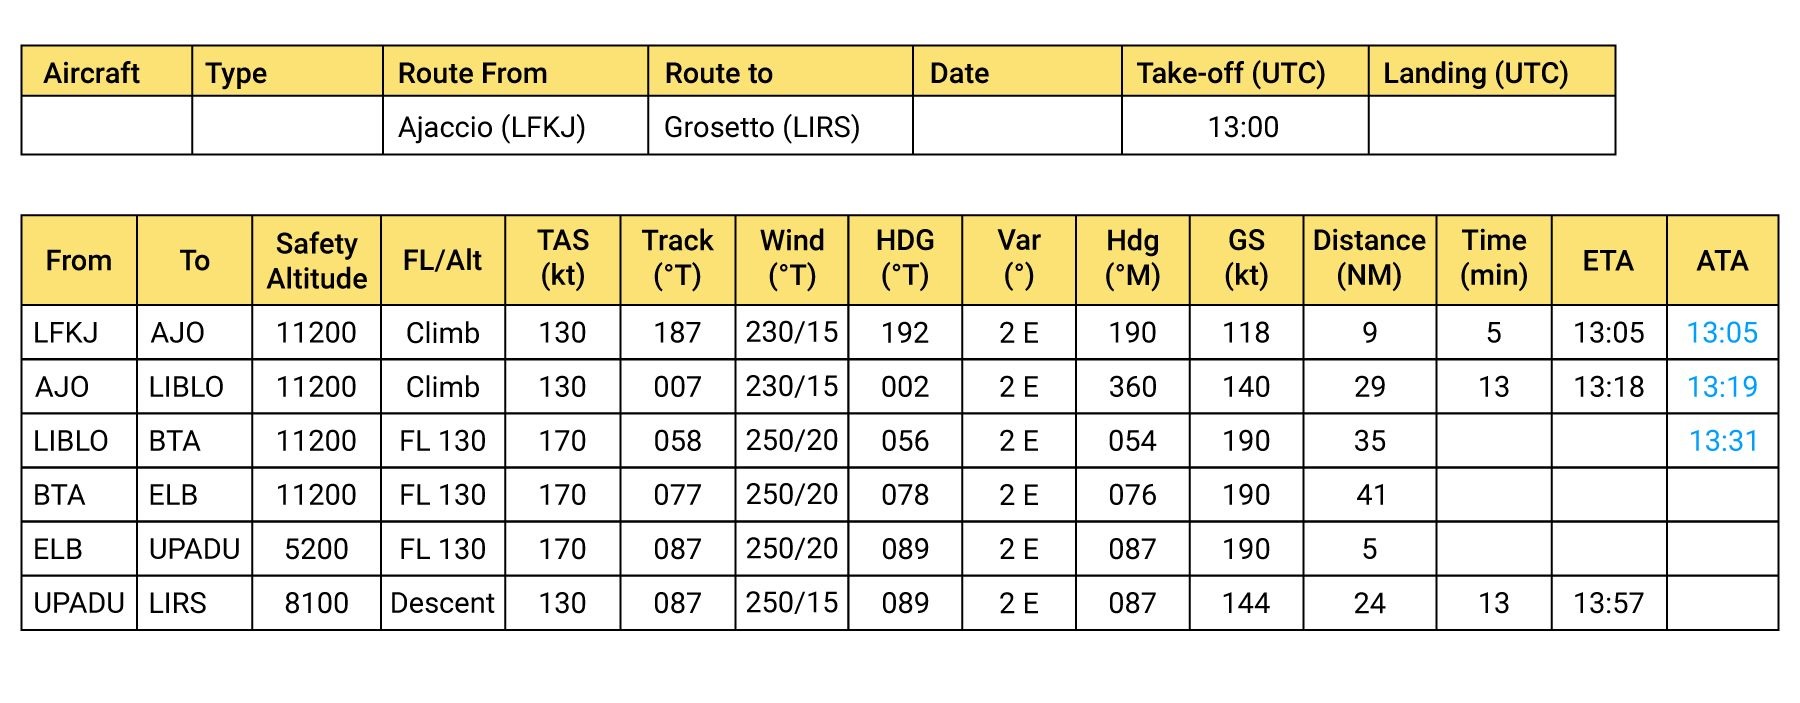 Aircraft Type Route From Route to Date Take-off (UTC) Landing (UTC)
Ajaccio (LFKJ) Grosetto (LIRS) 13:00
From To Safety Altitude FL/Alt TAS (kt) Track (°T) Wind (°T) HDG (°T) Var (°) Hdg (°M) GS (kt) Distance (NM) Time (min) ETA ATA
LFKJ AJO 11200 Climb 130 187 230/15 192 2 E 190 118 9 5 13:05 13:05
AJO LIBLO 11200 Climb 130 007 230/15 002 2 E 360 140 29 13 13:18 13:19
LIBLO BTA 11200 FL 130 170 058 250/20 056 2 E 054 190 35 13:31
BTA ELB 11200 FL 130 170 077 250/20 078 2 E 076 190 41
ELB UPADU 5200 FL 130 170 087 250/20 089 2 E 087 190 5
UPADU LIRS 8100 Descent 130 087 250/15 089 2 E 087 144 24 13 13:57